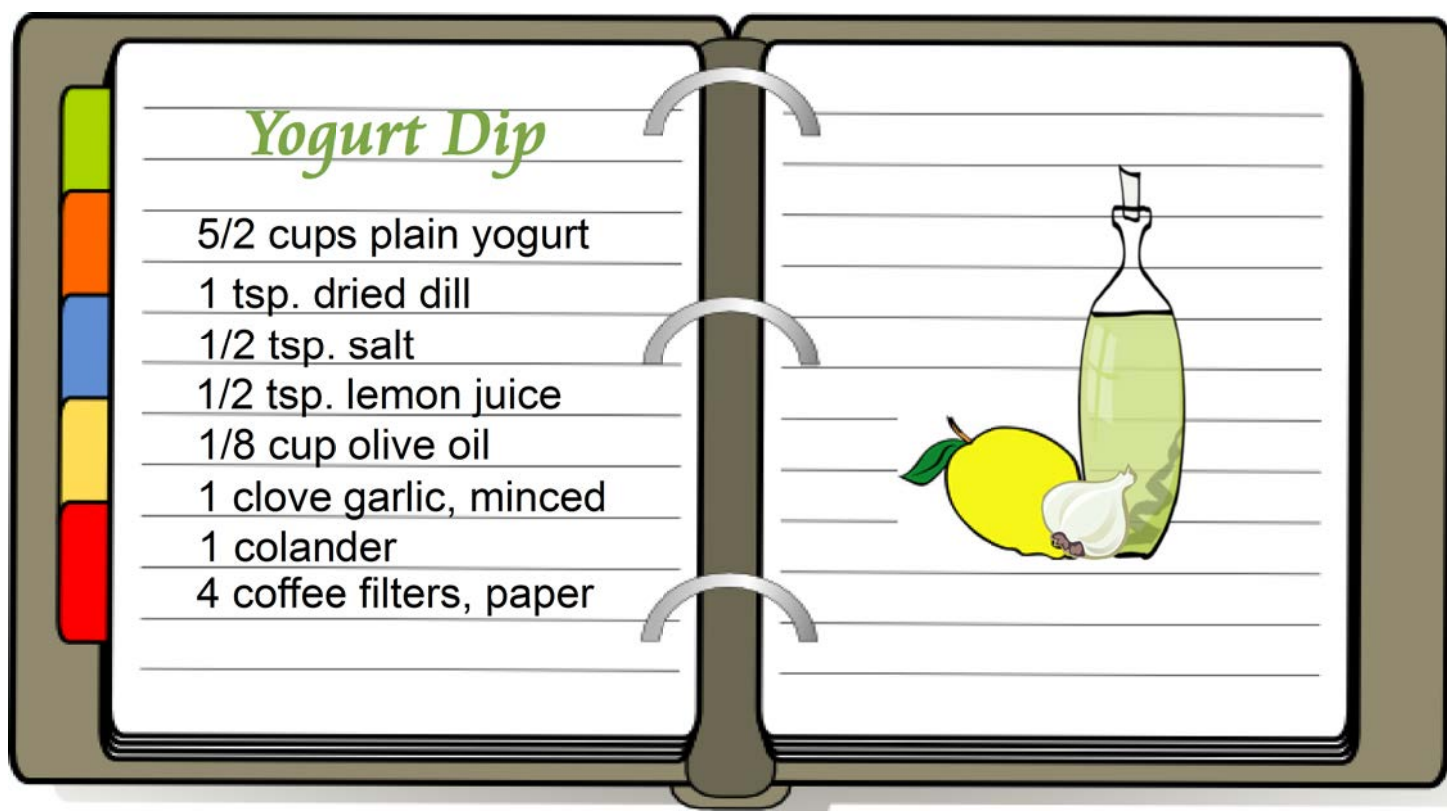 Yogurt Dip
5/2 cups plain yogurt
1 tsp. dried dill
1/2 tsp. salt
1/2 tsp. lemon juice
1/8 cup olive oil
1 clove garlic, minced
1 colander
4 coffee filters, paper